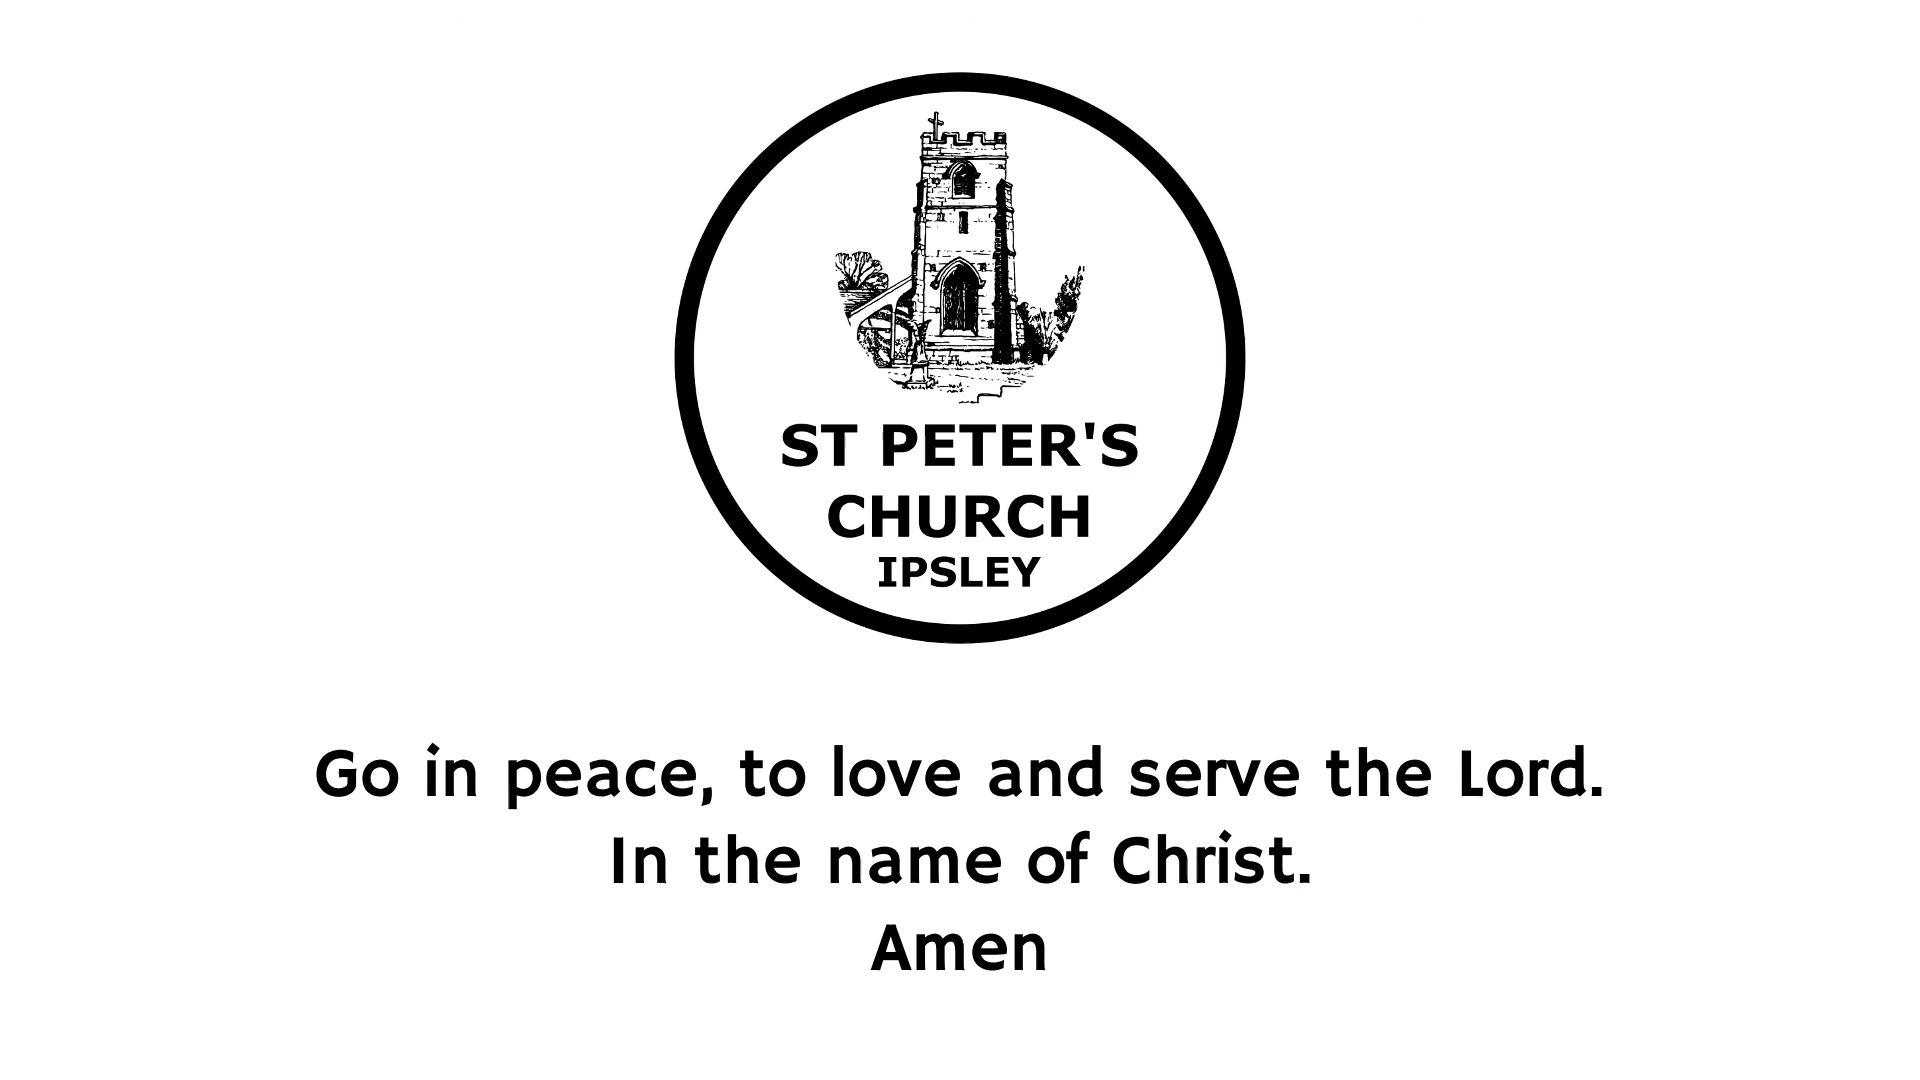 ST PETER'S
CHURCH
IPSLEY
Go in peace, to love and serve the Lord.
In the name of Christ.
Amen